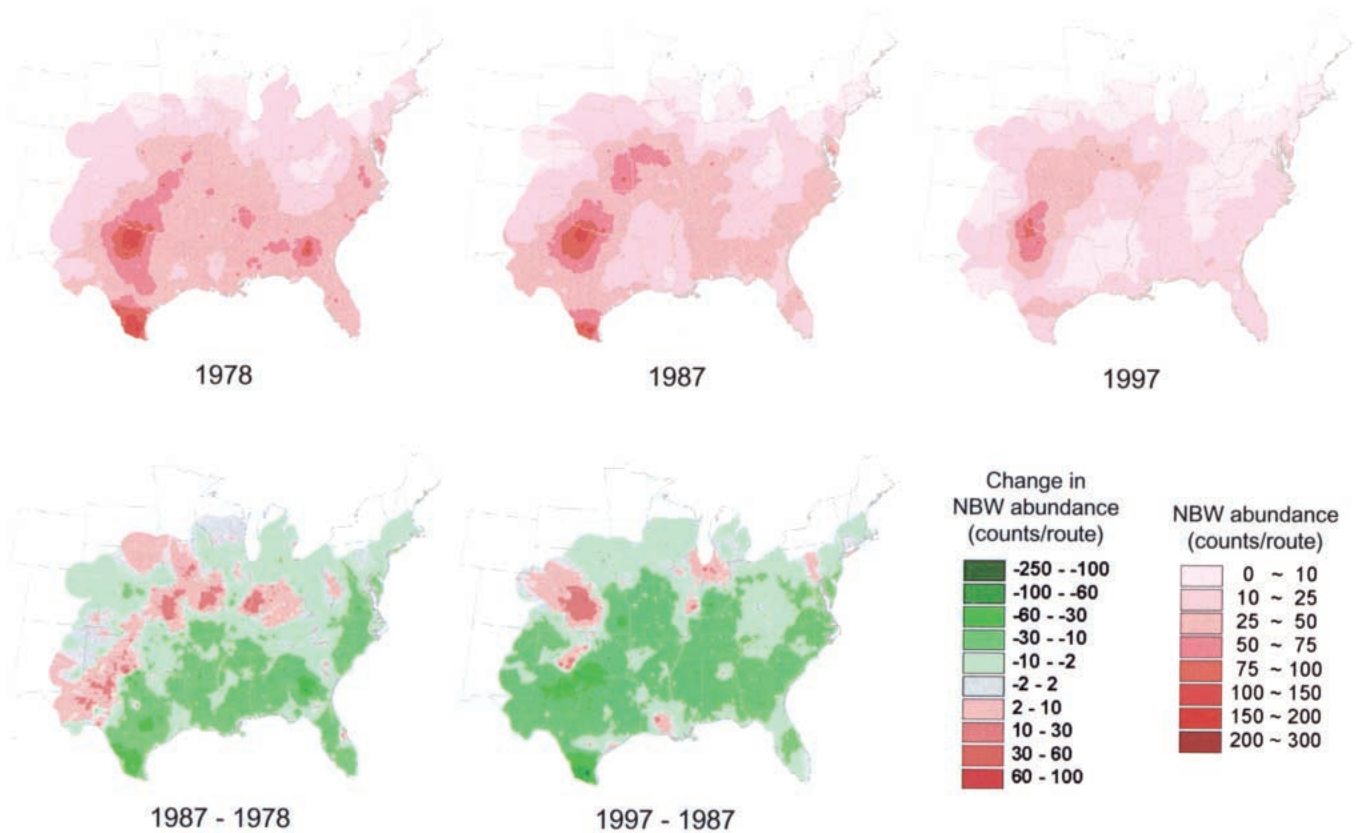 1978
1987
1997
1987 - 1978
1997 - 1987
Change in
NBW abundance
(counts/route)
-250 - -100
-100 - -60
-60 - -30
-30 - -10
-10 - -2
-2 - 2
2 - 10
10 - 30
30 - 60
60 - 100
NBW abundance
(counts/route)
0 ~ 10
10 ~ 25
25 ~ 50
50 ~ 75
75 ~ 100
100 ~ 150
150 ~ 200
200 ~ 300